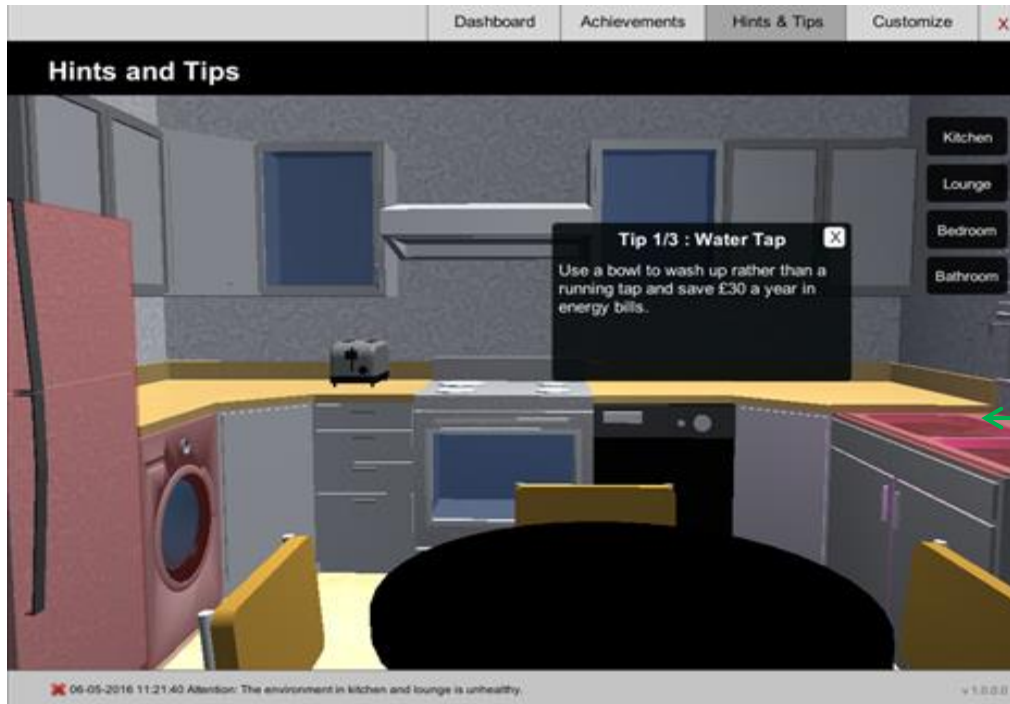 Dashboard Achievements Hints & Tips Customize X
Hints and Tips
Kitchen
Lounge
Bedroom
Bathroom
Tip 1/3 : Water Tap X
Use a bowl to wash up rather than a
running tap and save £30 a year in
energy bills.
06-05-2016 11:21:40 Attention: The environment in kitchen and lounge is unhealthy.
v 1.0.0.0